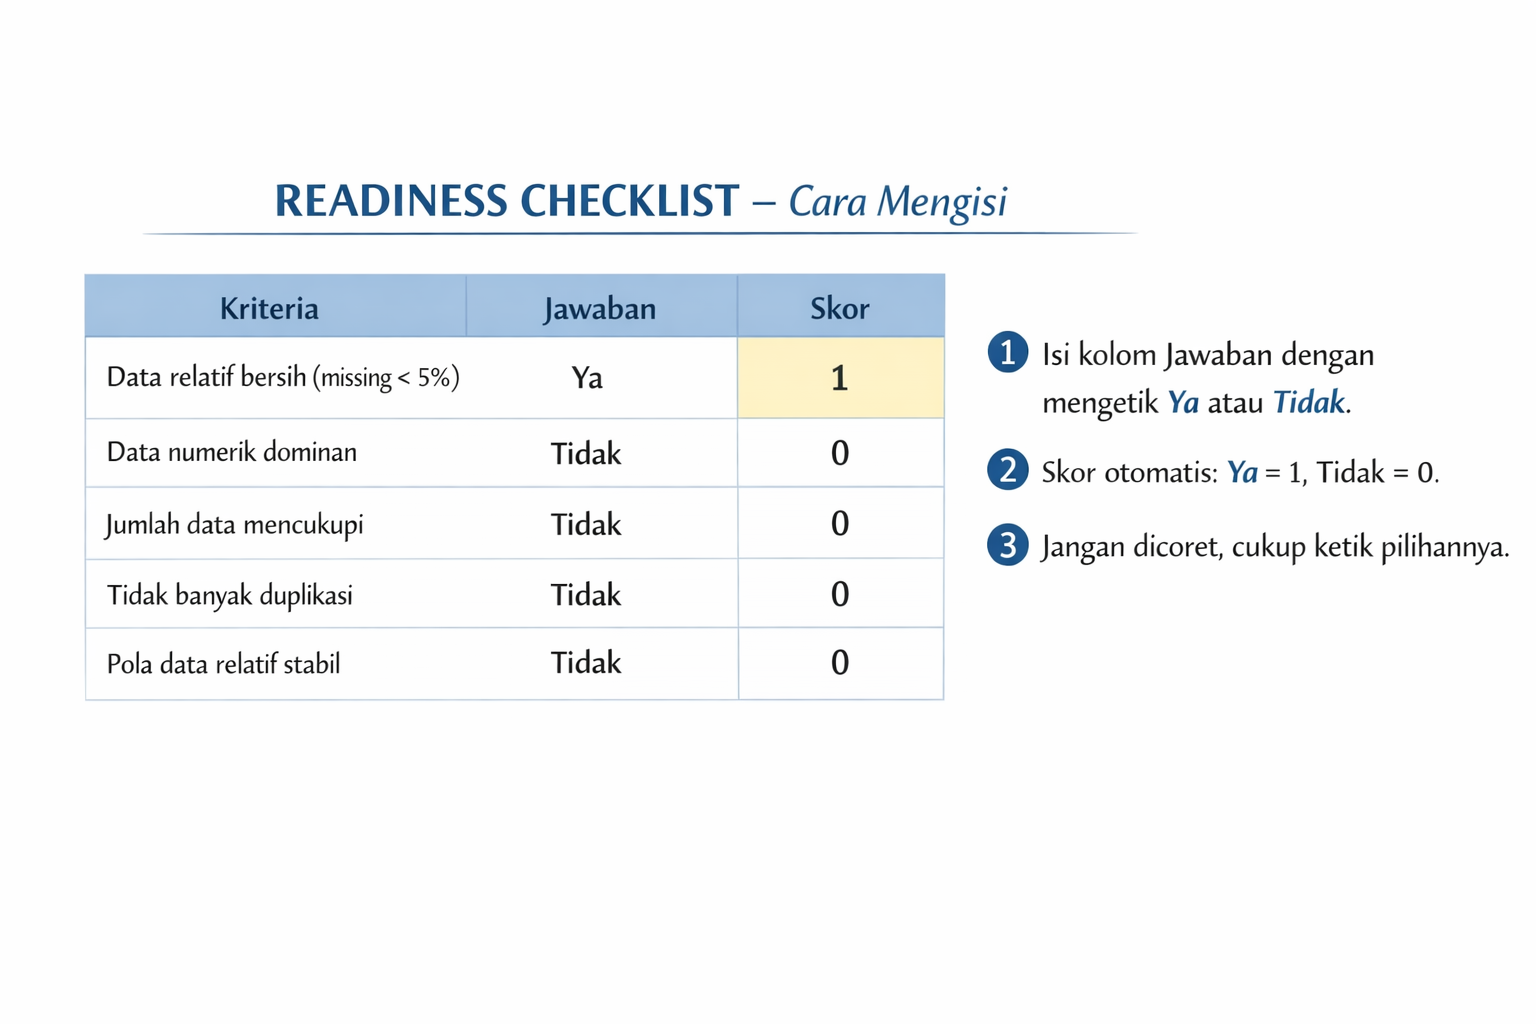 READINESS CHECKLIST – Cara Mengisi
Kriteria Jawaban Skor
Data relatif bersih (missing < 5%) Ya 1
Data numerik dominan Tidak 0
Jumlah data mencukupi Tidak 0
Tidak banyak duplikasi Tidak 0
Pola data relatif stabil Tidak 0
1 Isi kolom Jawaban dengan
mengetik Ya atau Tidak.
2 Skor otomatis: Ya = 1, Tidak = 0.
3 Jangan dicoret, cukup ketik pilihannya.